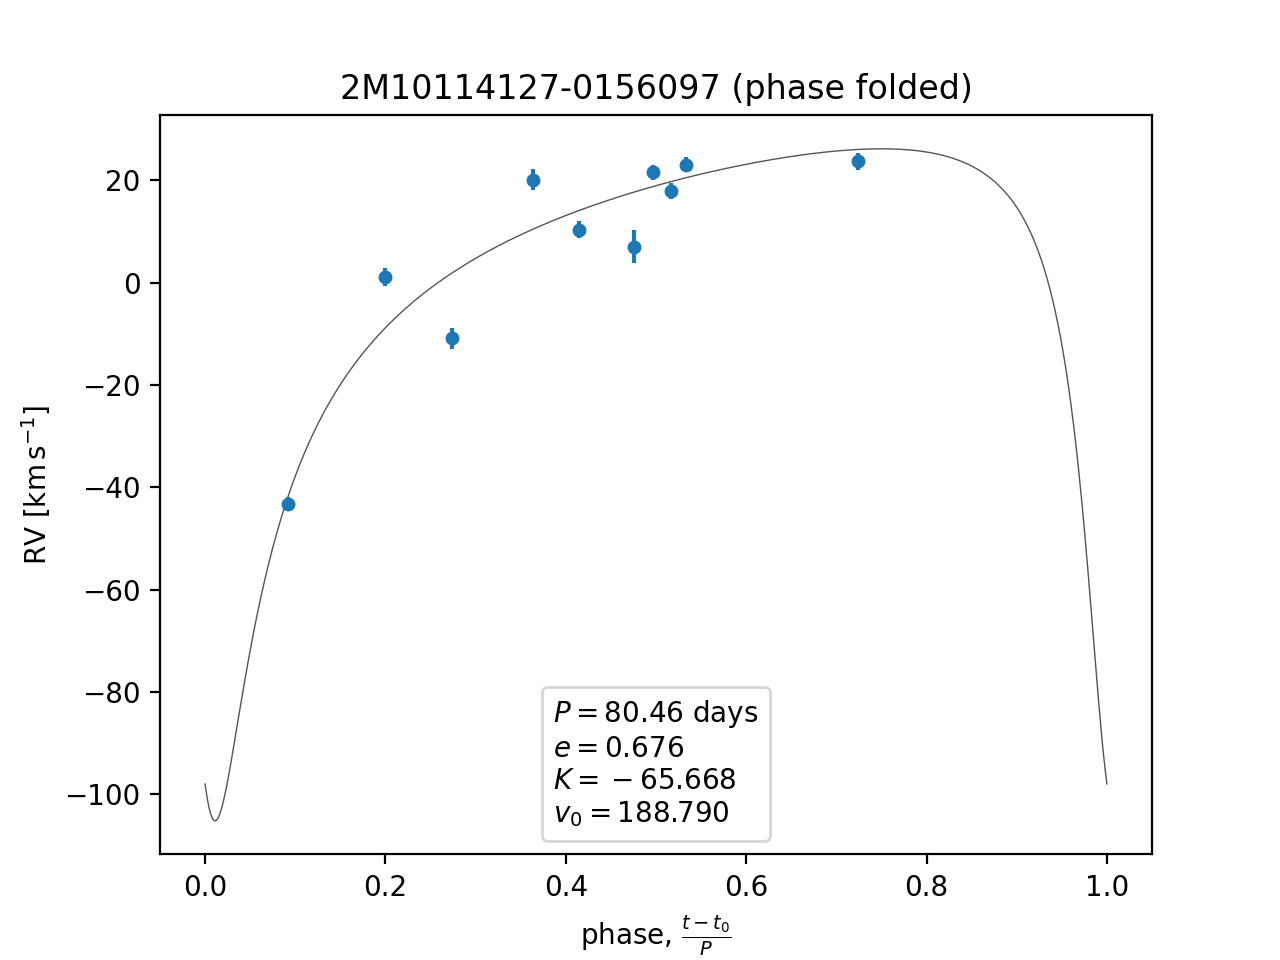 2M10114127-0156097 (phase folded)
20
0
−20
−40
−60
−80
−100
RV [km s⁻¹]
P = 80.46 days
e = 0.676
K = −65.668
v₀ = 188.790
0.0 0.2 0.4 0.6 0.8 1.0
phase, (t − t₀)/P